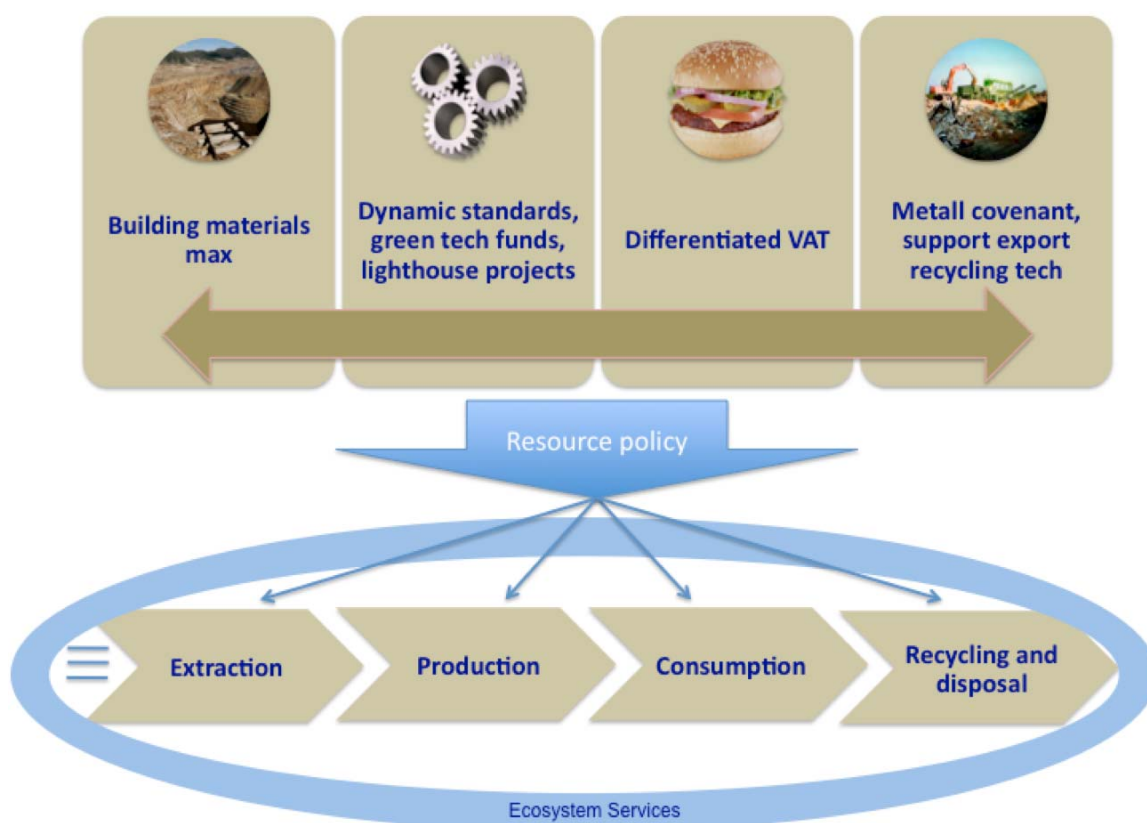 Building materials
max
Dynamic standards,
green tech funds,
lighthouse projects
Differentiated VAT
Metall covenant,
support export
recycling tech
Resource policy
Extraction
Production
Consumption
Recycling and
disposal
Ecosystem Services